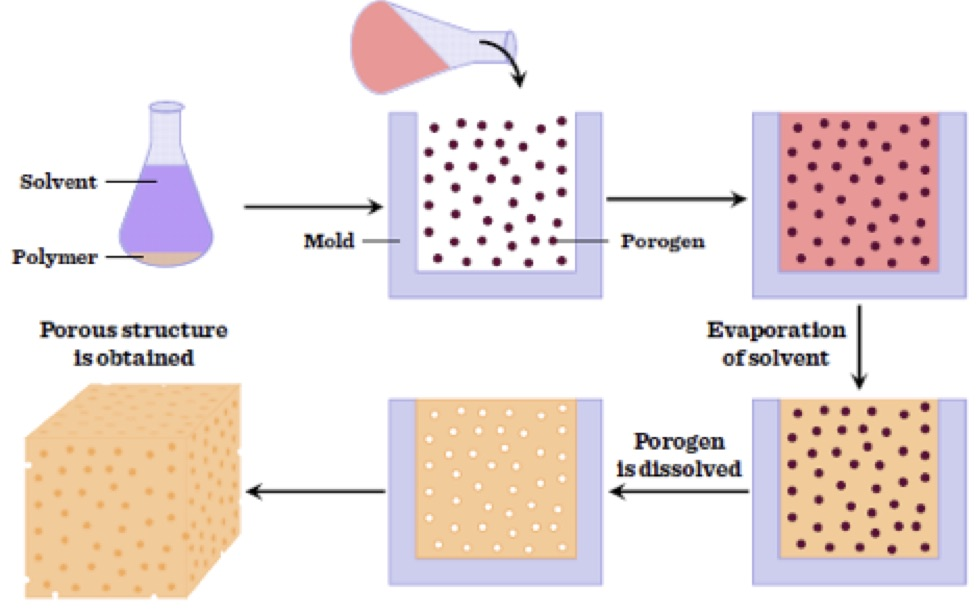 Solvent
Polymer
Mold
Porogen
Evaporation
of solvent
Porogen
is dissolved
Porous structure
is obtained